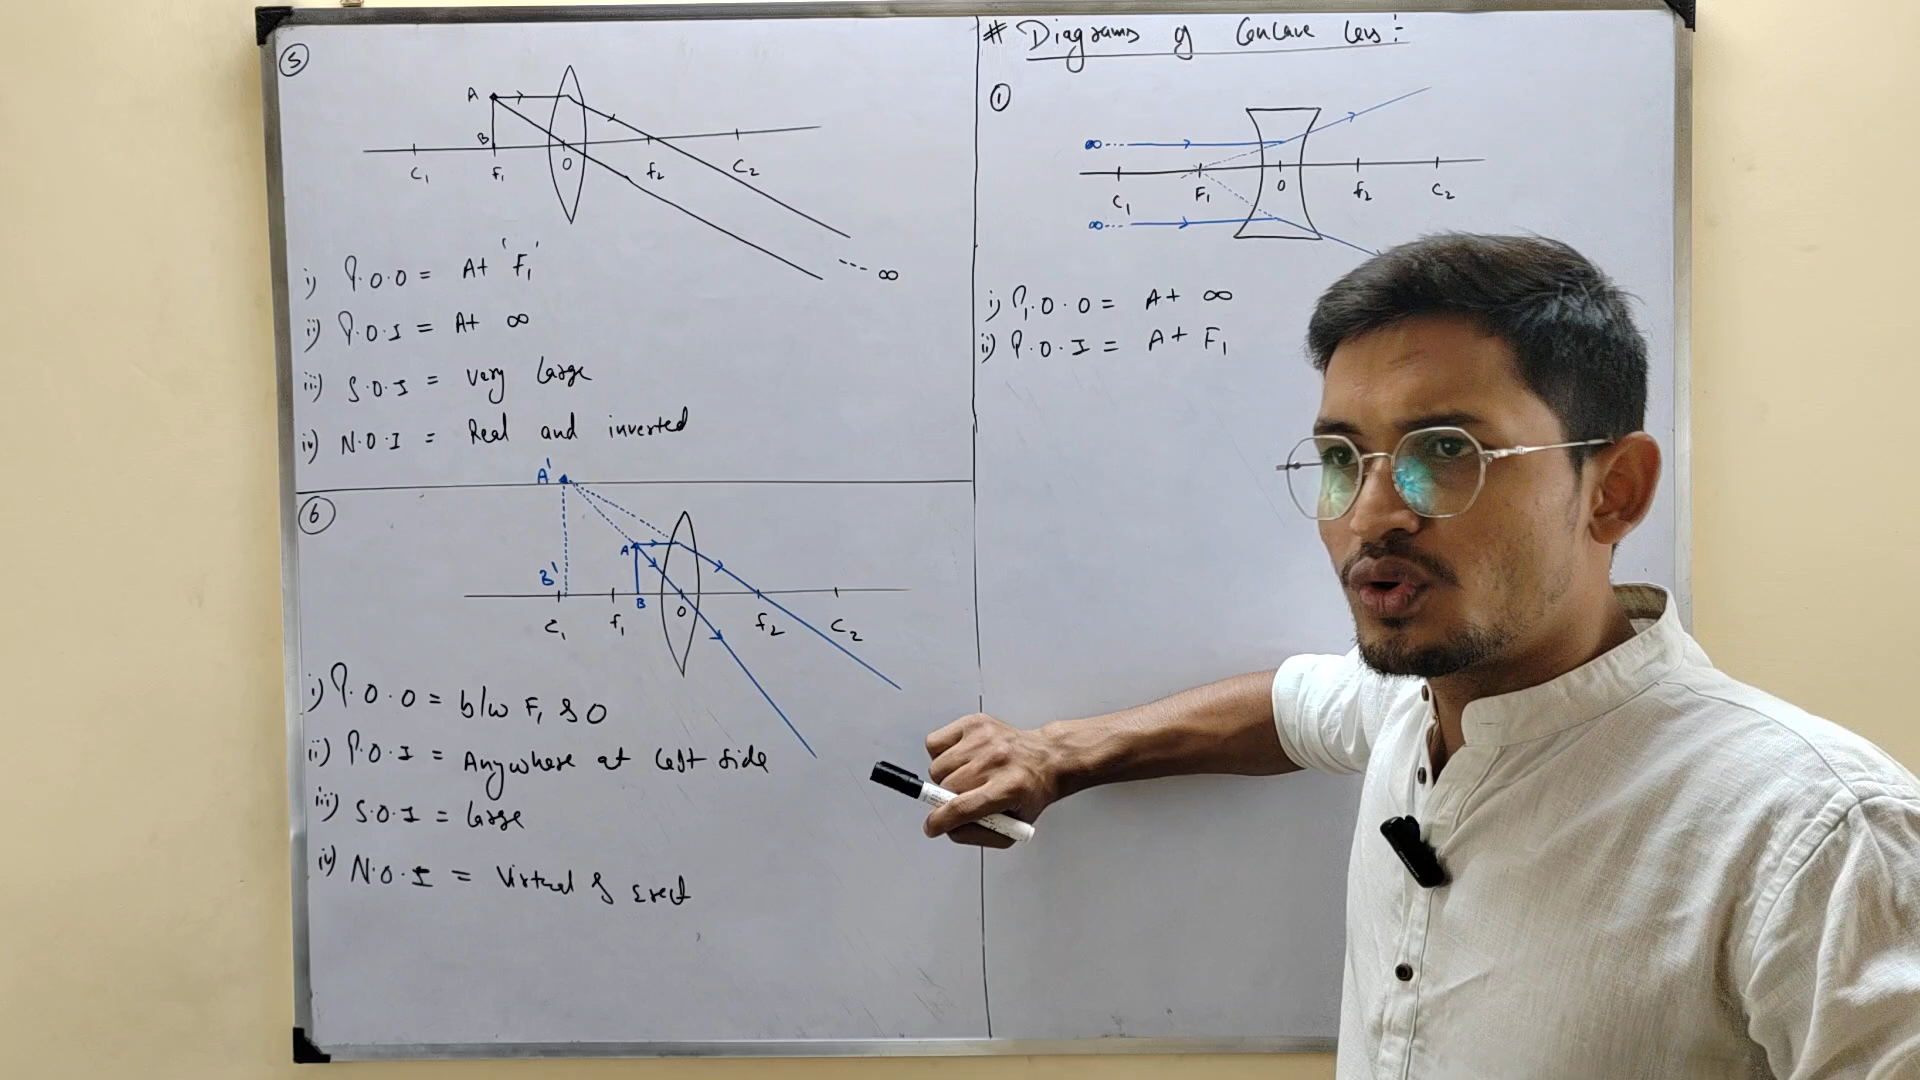 5
A
B
C₁ F₁ O f₂ C₂
--- ∞
i) P.O.O = At 'F₁'
ii) P.O.I = At ∞
iii) S.O.I = very large
iv) N.O.I = Real and inverted
6
A'
A
B'
B
C₁ f₁ O f₂ C₂
i) P.O.O = b/w F₁ & O
ii) P.O.I = Anywhere at left side
iii) S.O.I = large
iv) N.O.I = Virtual & Erect
# Diagrams of Concave lens :-
1
∞---
C₁ F₁ O f₂ C₂
∞---
i) P.O.O = At ∞
ii) P.O.I = At F₁